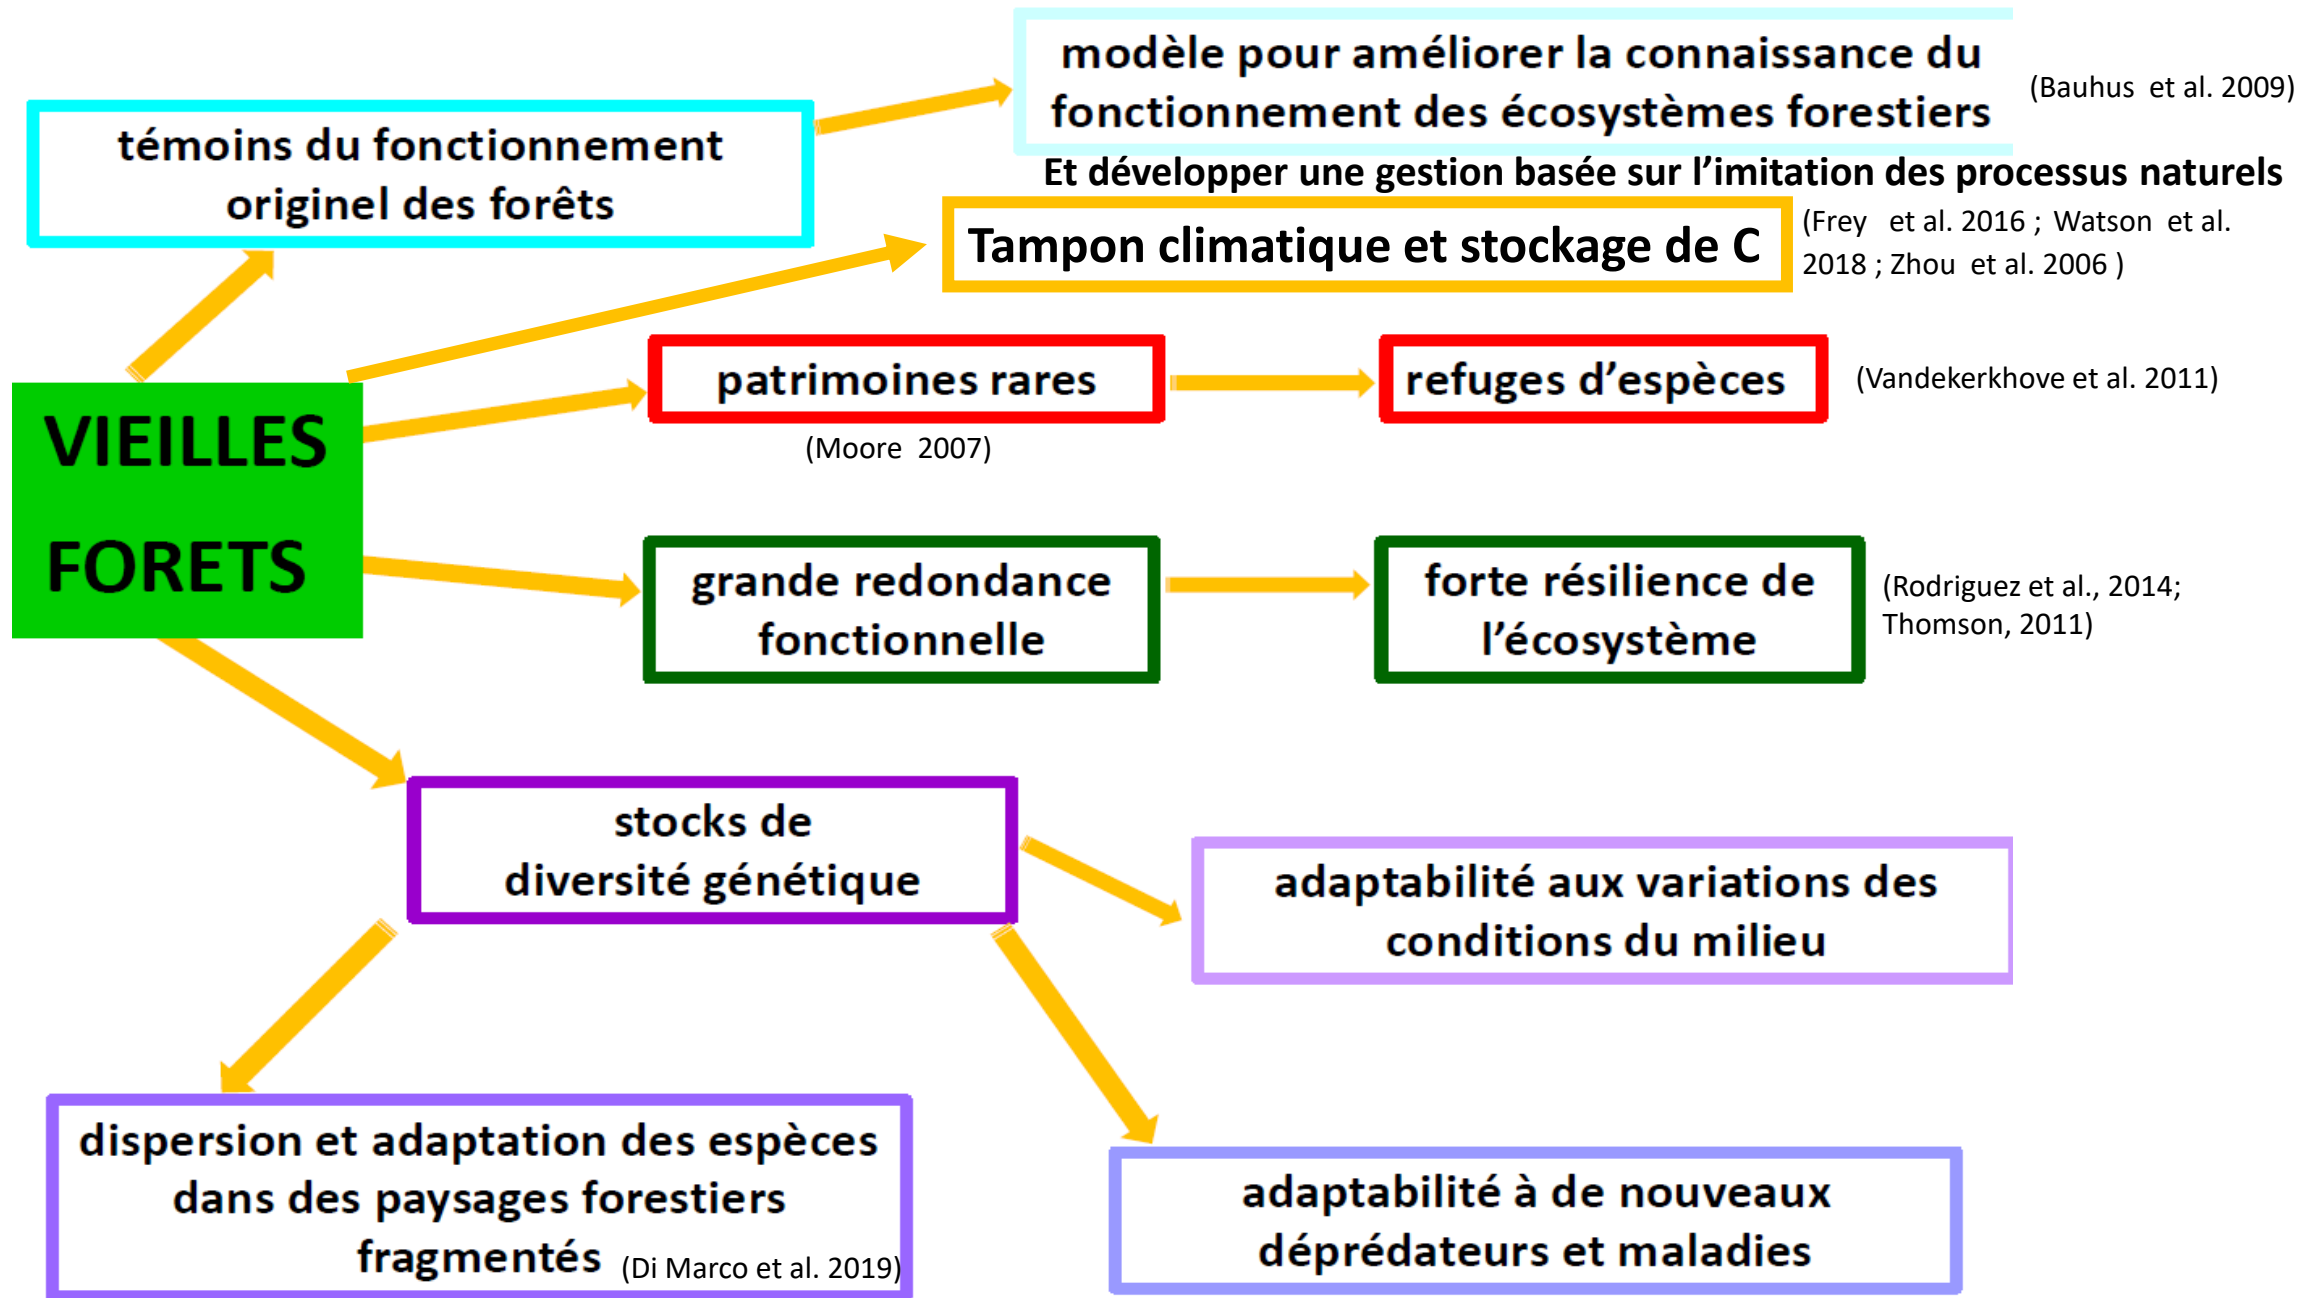 modèle pour améliorer la connaissance du
fonctionnement des écosystèmes forestiers
(Bauhus et al. 2009)
Et développer une gestion basée sur l'imitation des processus naturels
témoins du fonctionnement
originel des forêts
Tampon climatique et stockage de C
(Frey et al. 2016 ; Watson et al.
2018 ; Zhou et al. 2006 )
patrimoines rares
(Moore 2007)
refuges d'espèces
(Vandekerkhove et al. 2011)
VIEILLES
FORETS
grande redondance
fonctionnelle
forte résilience de
l'écosystème
(Rodriguez et al., 2014;
Thomson, 2011)
stocks de
diversité génétique
adaptabilité aux variations des
conditions du milieu
dispersion et adaptation des espèces
dans des paysages forestiers
fragmentés (Di Marco et al. 2019)
adaptabilité à de nouveaux
déprédateurs et maladies